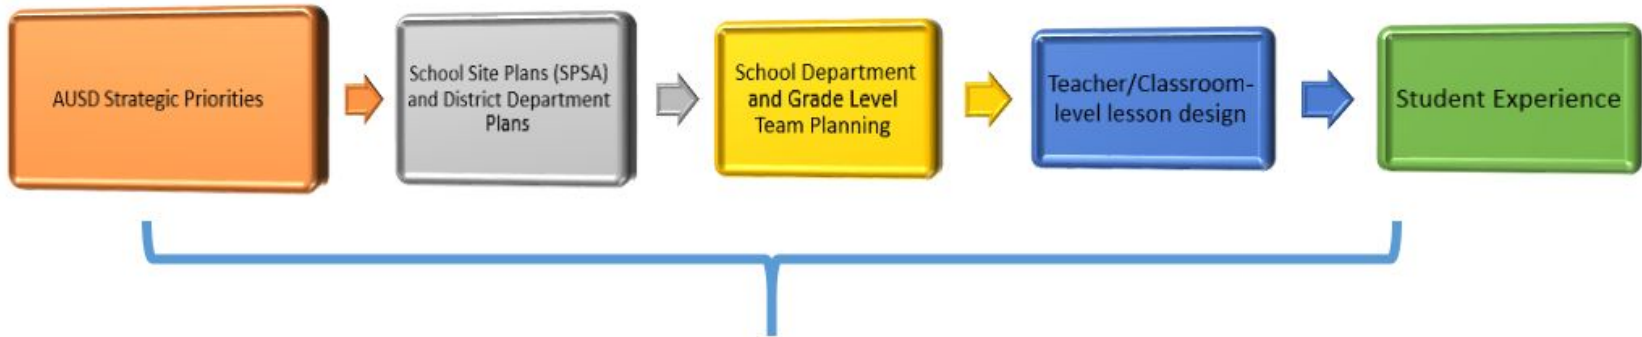 AUSD Strategic Priorities
School Site Plans (SPSA)
and District Department
Plans
School Department
and Grade Level
Team Planning
Teacher/Classroom-
level lesson design
Student Experience